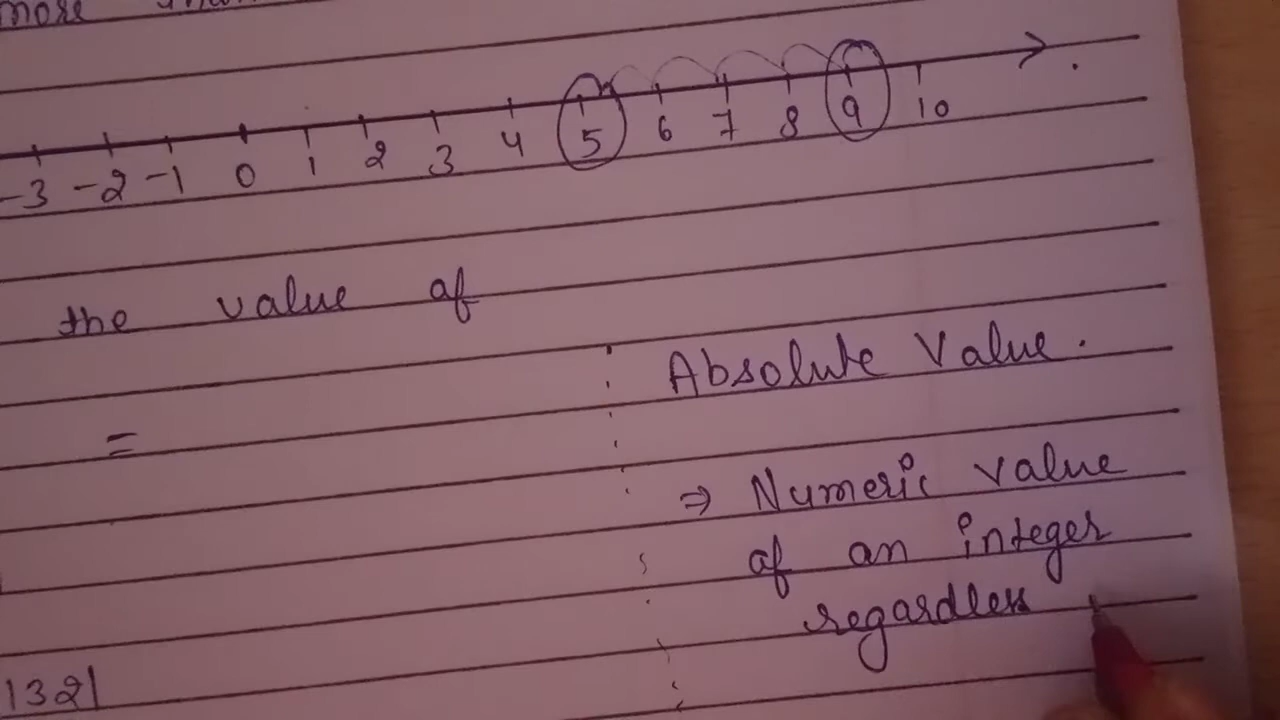 more
-3 -2 -1 0 1 2 3 4 5 6 7 8 9 10
the value of
=
Absolute Value.
⇒ Numeric value
of an integer
regardless
|32|